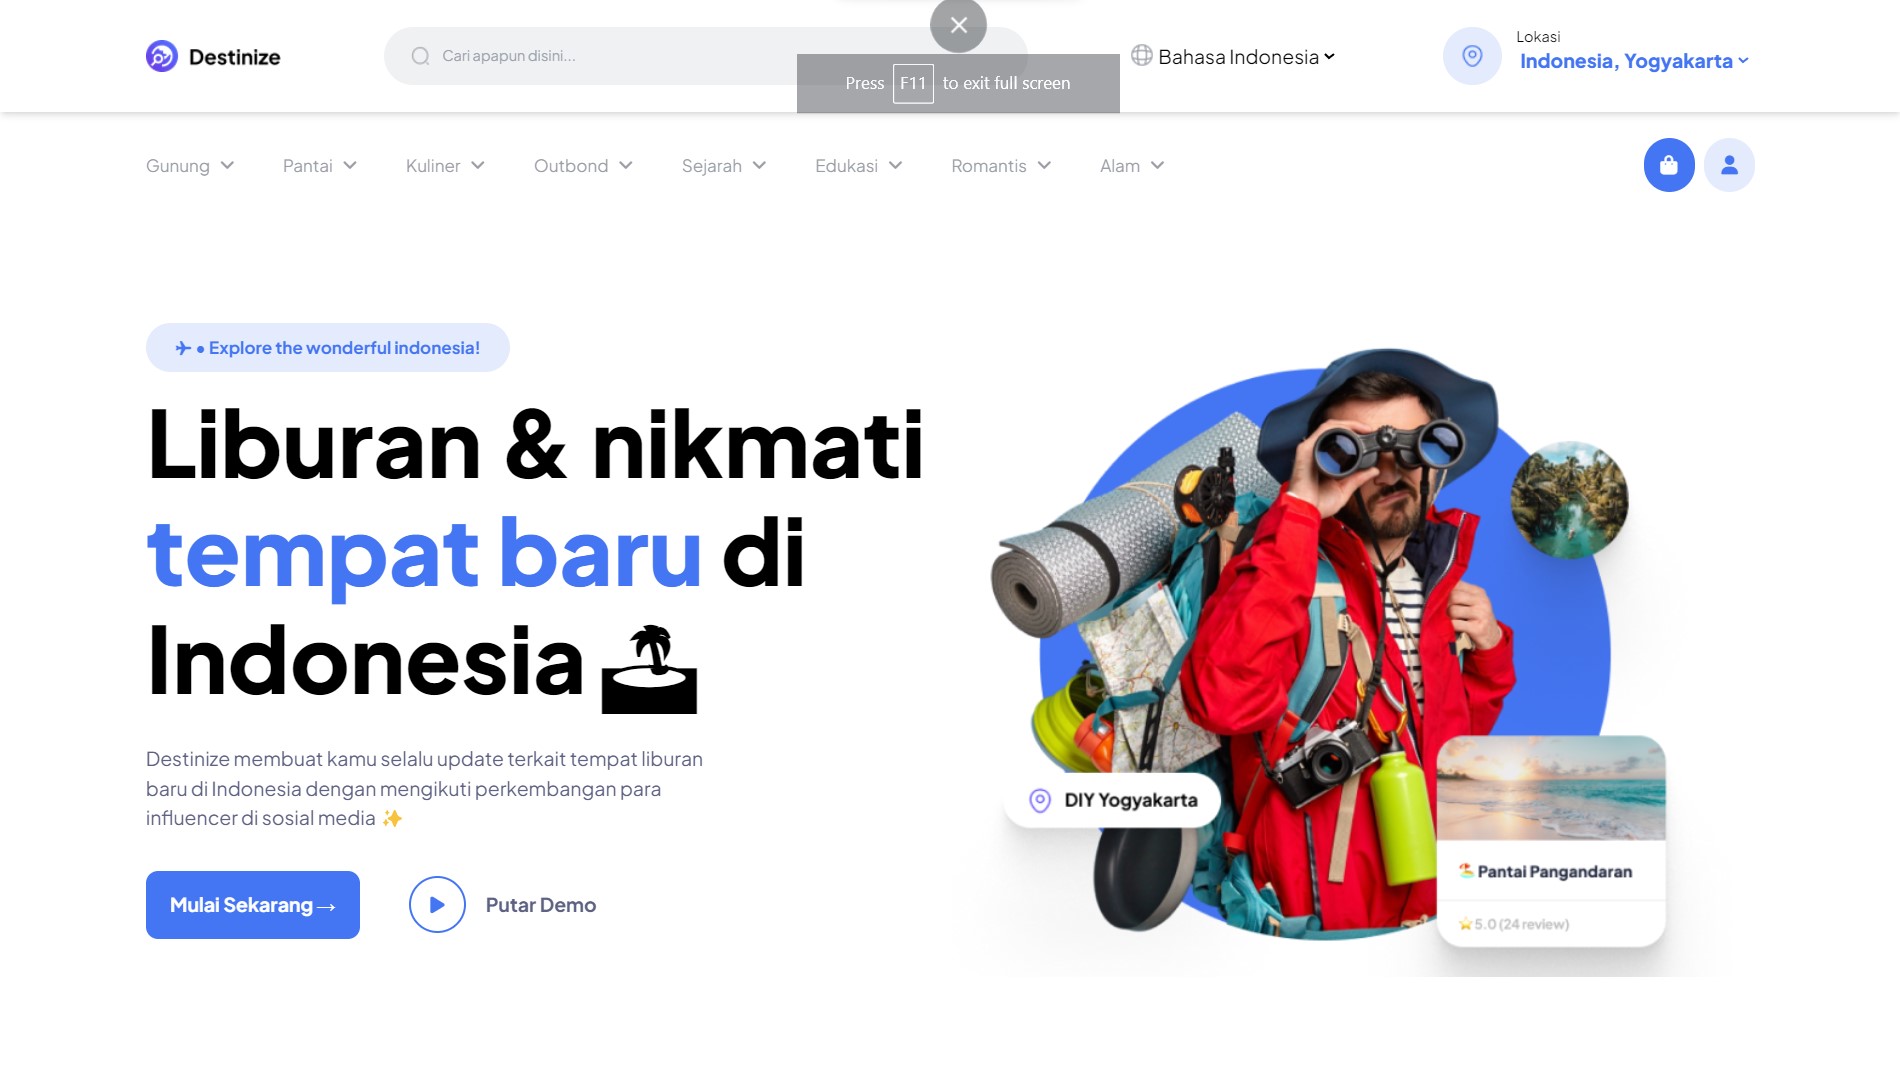 Destinize
Cari apapun disini...
Press F11 to exit full screen
Bahasa Indonesia
Lokasi
Indonesia, Yogyakarta
Gunung
Pantai
Kuliner
Outbond
Sejarah
Edukasi
Romantis
Alam
✈ • Explore the wonderful indonesia!
Liburan & nikmati
tempat baru di
Indonesia 🏝
Destinize membuat kamu selalu update terkait tempat liburan
baru di Indonesia dengan mengikuti perkembangan para
influencer di sosial media ✨
Mulai Sekarang →
Putar Demo
DIY Yogyakarta
🏖 Pantai Pangandaran
⭐ 5.0 (24 review)